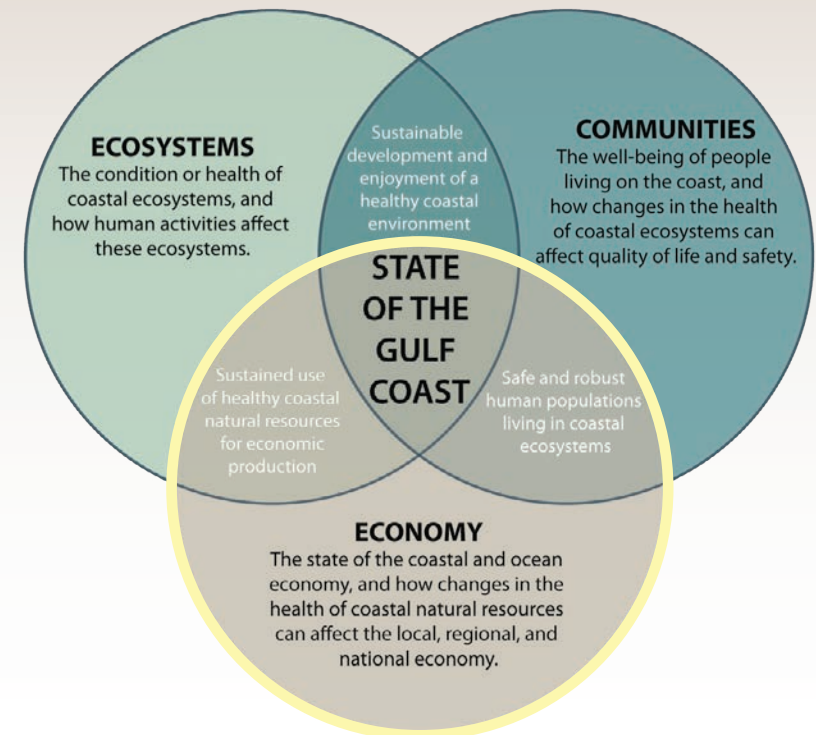 ECOSYSTEMS
The condition or health of
coastal ecosystems, and
how human activities affect
these ecosystems.
Sustainable
development and
enjoyment of a
healthy coastal
environment
COMMUNITIES
The well-being of people
living on the coast, and
how changes in the health
of coastal ecosystems can
affect quality of life and safety.
STATE
OF THE
GULF
COAST
Sustained use
of healthy coastal
natural resources
for economic
production
Safe and robust
human populations
living in coastal
ecosystems
ECONOMY
The state of the coastal and ocean
economy, and how changes in the
health of coastal natural resources
can affect the local, regional, and
national economy.